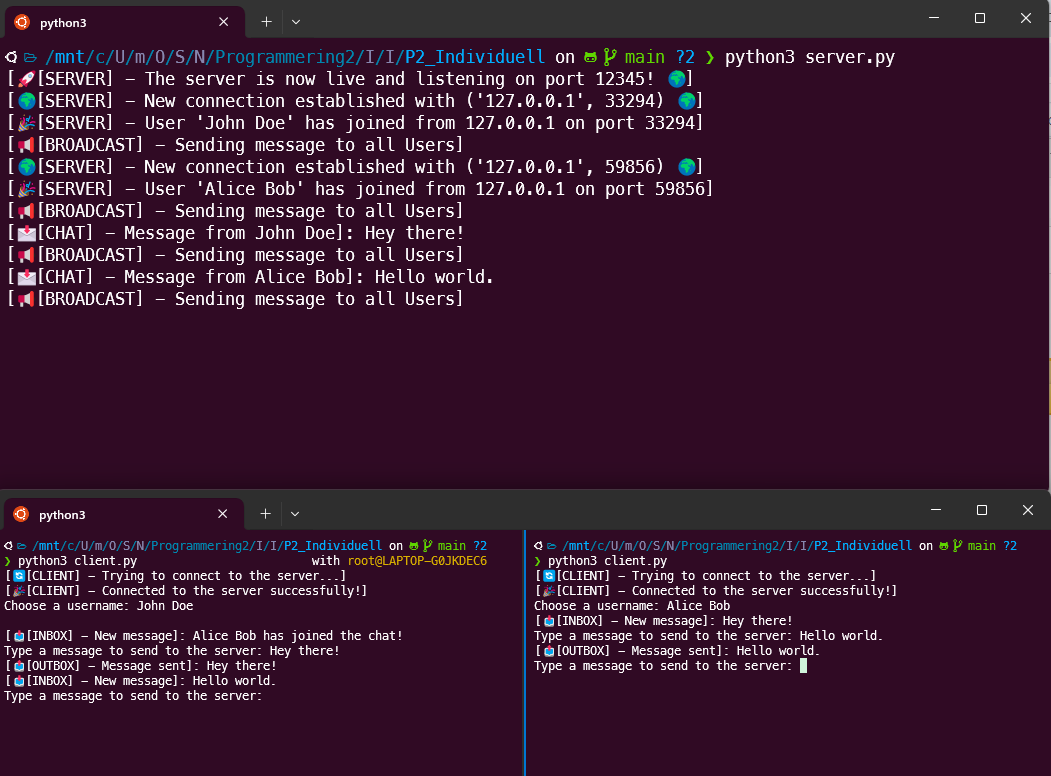 python3
/mnt/c/U/m/O/S/N/Programmering2/I/I/P2_Individuell on main ?2 ❯ python3 server.py
[🚀[SERVER] – The server is now live and listening on port 12345! 🌍]
[🌍[SERVER] – New connection established with ('127.0.0.1', 33294) 🌍]
[🎉[SERVER] – User 'John Doe' has joined from 127.0.0.1 on port 33294]
[📢[BROADCAST] – Sending message to all Users]
[🌍[SERVER] – New connection established with ('127.0.0.1', 59856) 🌍]
[🎉[SERVER] – User 'Alice Bob' has joined from 127.0.0.1 on port 59856]
[📢[BROADCAST] – Sending message to all Users]
[📩[CHAT] – Message from John Doe]: Hey there!
[📢[BROADCAST] – Sending message to all Users]
[📩[CHAT] – Message from Alice Bob]: Hello world.
[📢[BROADCAST] – Sending message to all Users]
python3
/mnt/c/U/m/O/S/N/Programmering2/I/I/P2_Individuell on main ?2
❯ python3 client.py with root@LAPTOP–G0JKDEC6
[🔄[CLIENT] – Trying to connect to the server...]
[🎉[CLIENT] – Connected to the server successfully!]
Choose a username: John Doe
[📥[INBOX] – New message]: Alice Bob has joined the chat!
Type a message to send to the server: Hey there!
[📤[OUTBOX] – Message sent]: Hey there!
[📥[INBOX] – New message]: Hello world.
Type a message to send to the server:
/mnt/c/U/m/O/S/N/Programmering2/I/I/P2_Individuell on main ?2
❯ python3 client.py
[🔄[CLIENT] – Trying to connect to the server...]
[🎉[CLIENT] – Connected to the server successfully!]
Choose a username: Alice Bob
[📥[INBOX] – New message]: Hey there!
Type a message to send to the server: Hello world.
[📤[OUTBOX] – Message sent]: Hello world.
Type a message to send to the server: